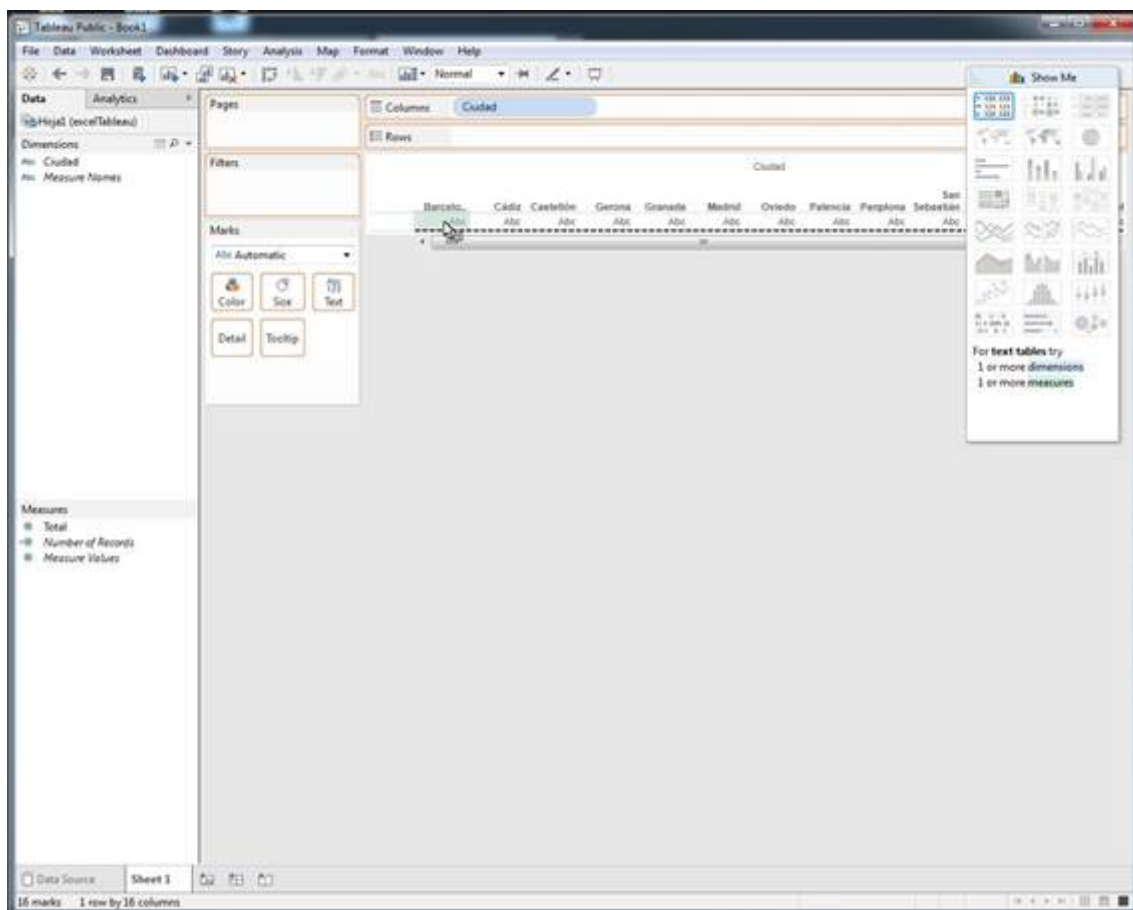 Tableau Public - Book1
File Data Worksheet Dashboard Story Analysis Map Format Window Help
Normal
Show Me
Data Analytics
Pages
Columns Ciudad
Hoja1 (excelTableau)
Rows
Dimensions
Abc Ciudad
Abc Measure Names
Filters
Ciudad
Barcelo.. Cádiz Castellón Gerona Granada Madrid Oviedo Palencia Pamplona San Sebastián
Abc Abc Abc Abc Abc Abc Abc Abc Abc Abc
Marks
Abc Automatic
Color Size Text
Detail Tooltip
For text tables try
1 or more dimensions
1 or more measures
Measures
Total
Number of Records
Measure Values
Data Source Sheet 1
16 marks 1 row by 16 columns